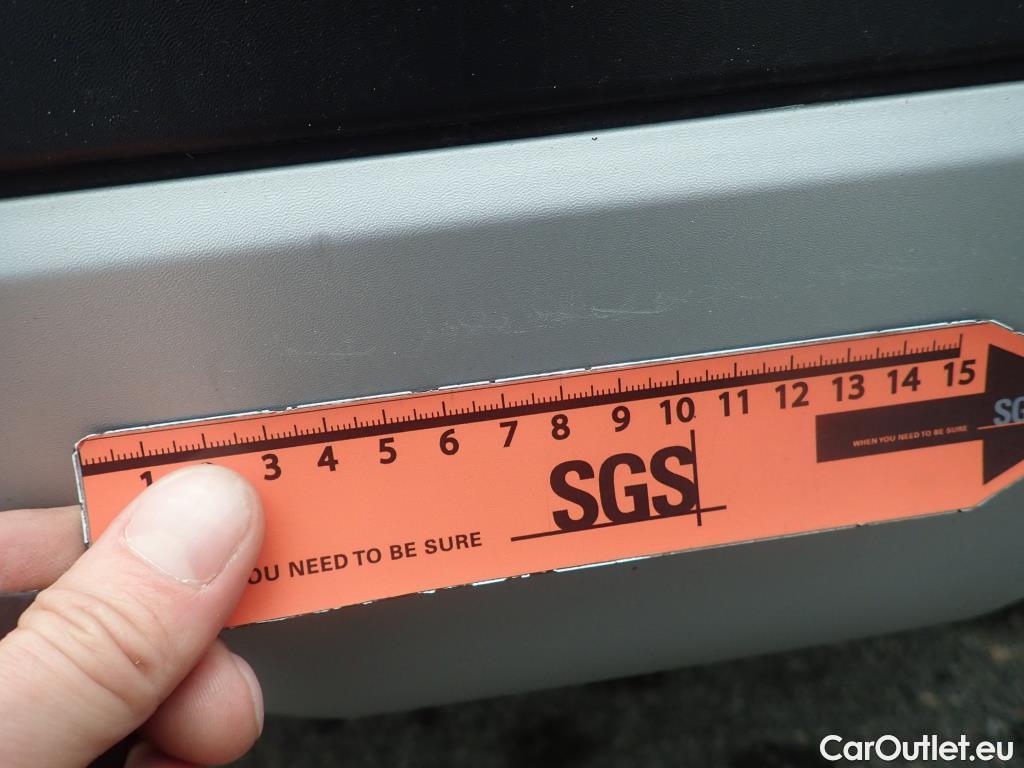 1 3 4 5 6 7 8 9 10 11 12 13 14 15
WHEN YOU NEED TO BE SURE
SGS
NEED TO BE SURE
CarOutlet.eu